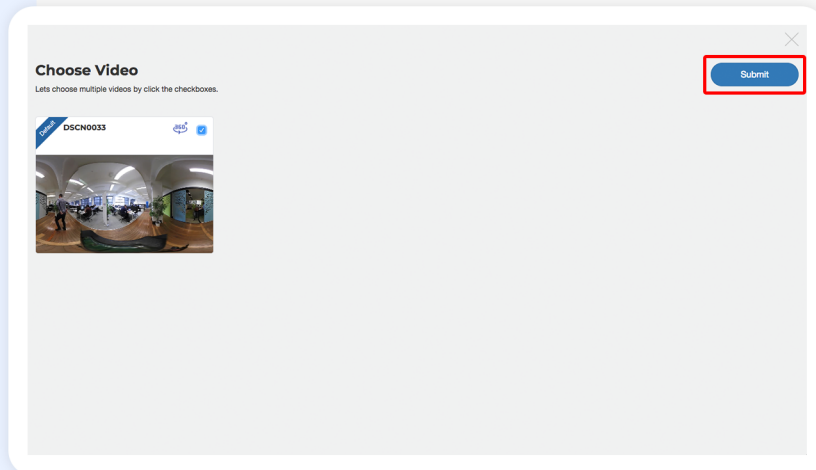 Choose Video
Submit
Lets choose multiple videos by click the checkboxes.
Default
DSCN0033
360°